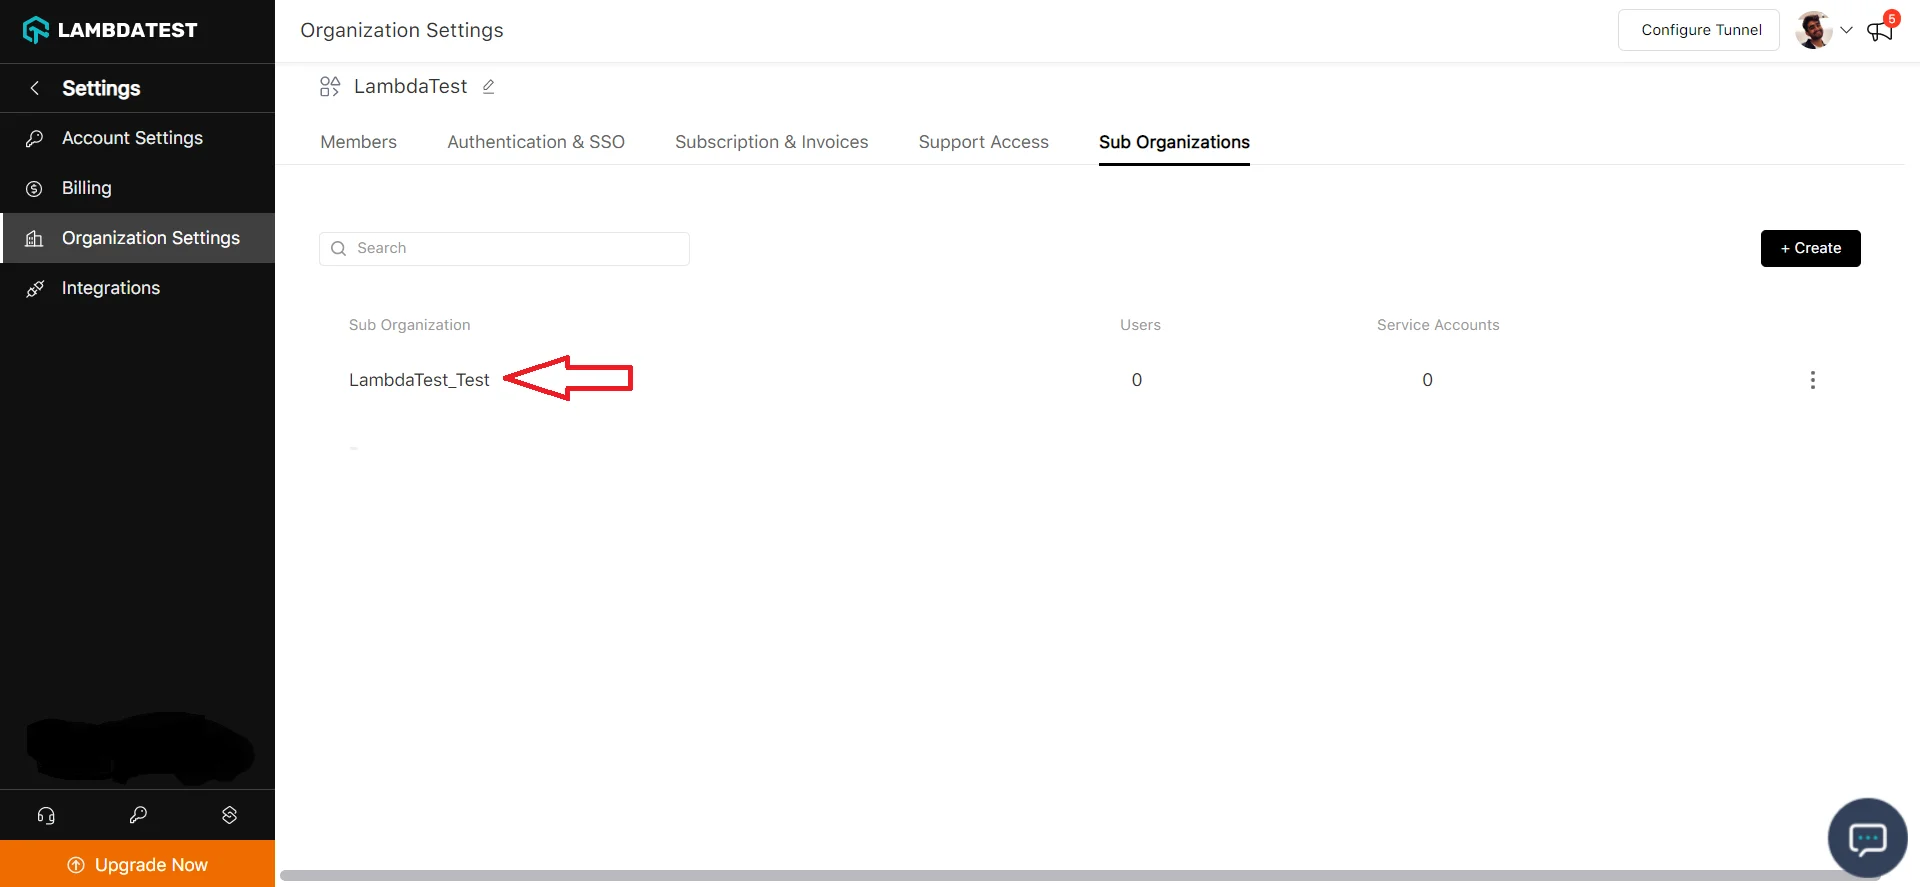 LAMBDATEST
Organization Settings
Configure Tunnel
5
Settings
LambdaTest
Account Settings
Members Authentication & SSO Subscription & Invoices Support Access Sub Organizations
Billing
Organization Settings
Search
+ Create
Integrations
Sub Organization Users Service Accounts
LambdaTest_Test 0 0
Upgrade Now